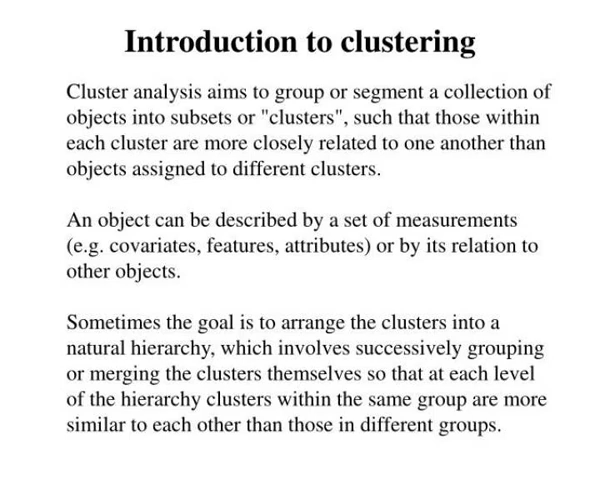 Introduction to clustering
Cluster analysis aims to group or segment a collection of
objects into subsets or "clusters", such that those within
each cluster are more closely related to one another than
objects assigned to different clusters.
An object can be described by a set of measurements
(e.g. covariates, features, attributes) or by its relation to
other objects.
Sometimes the goal is to arrange the clusters into a
natural hierarchy, which involves successively grouping
or merging the clusters themselves so that at each level
of the hierarchy clusters within the same group are more
similar to each other than those in different groups.